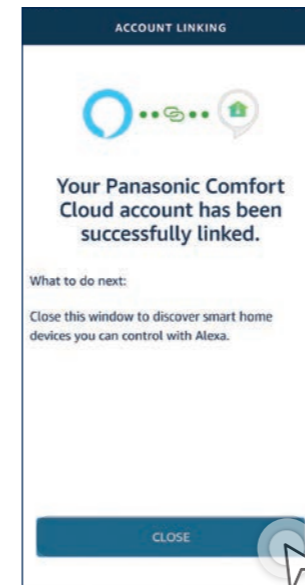 ACCOUNT LINKING
Your Panasonic Comfort
Cloud account has been
successfully linked.
What to do next:
Close this window to discover smart home
devices you can control with Alexa.
CLOSE